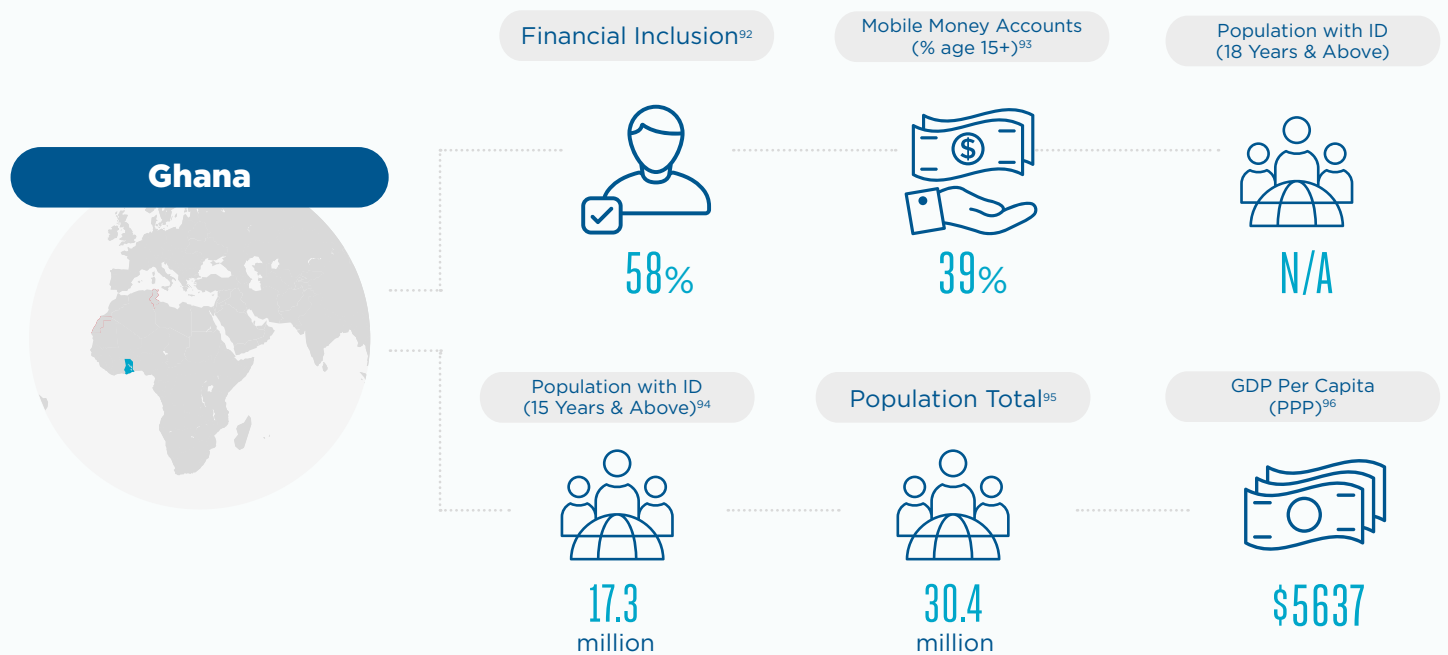 Ghana
Financial Inclusion⁹²
58%
Mobile Money Accounts
(% age 15+)⁹³
$
39%
Population with ID
(18 Years & Above)
N/A
Population with ID
(15 Years & Above)⁹⁴
17.3
million
Population Total⁹⁵
30.4
million
GDP Per Capita
(PPP)⁹⁶
$5637